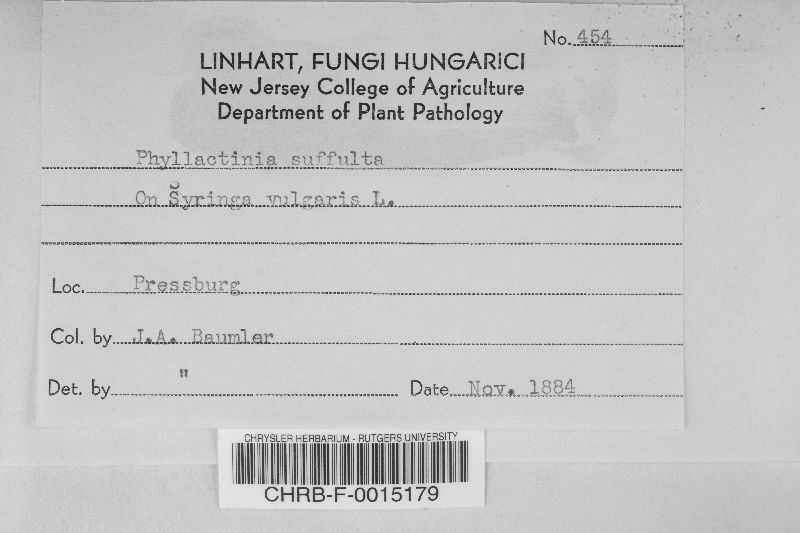 No. 454
LINHART, FUNGI HUNGARICI
New Jersey College of Agriculture
Department of Plant Pathology
Phyllactinia suffulta
On Šyringa vulgaris L.
Loc. Pressburg
Col. by J.A. Baumler
Det. by " Date Nov. 1884
CHRYSLER HERBARIUM - RUTGERS UNIVERSITY
CHRB-F-0015179